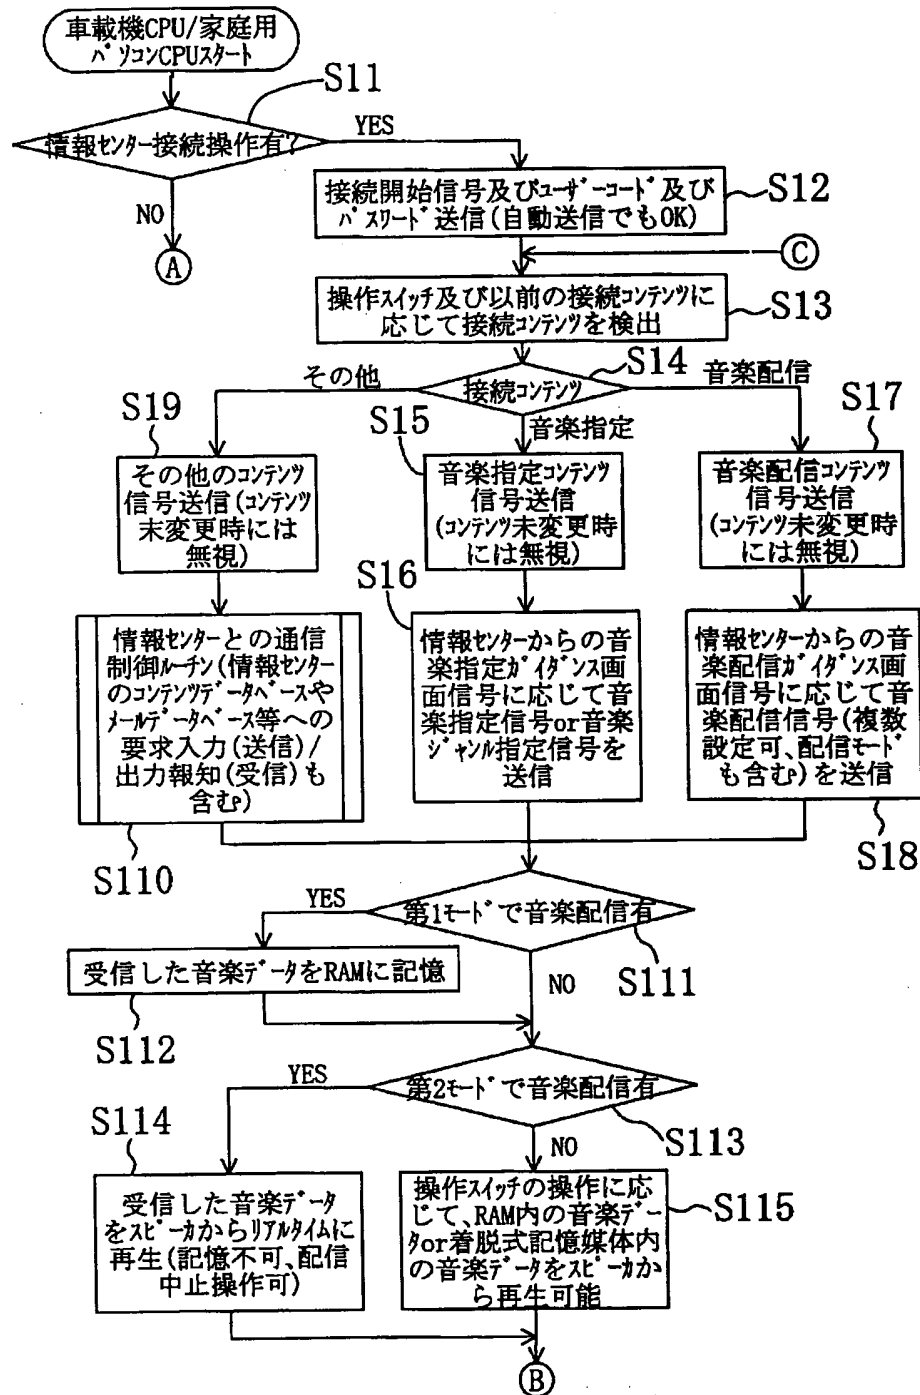 車載機CPU/家庭用
ﾊﾟｿｺﾝCPUｽﾀｰﾄ
S11
情報ｾﾝﾀｰ接続操作有?
YES
NO
A
接続開始信号及びﾕｰｻﾞｰｺｰﾄﾞ及び
ﾊﾟｽﾜｰﾄﾞ送信(自動送信でもOK)
S12
C
操作ｽｲｯﾁ及び以前の接続ｺﾝﾃﾝﾂに
応じて接続ｺﾝﾃﾝﾂを検出
S13
接続ｺﾝﾃﾝﾂ
S14
その他
音楽指定
音楽配信
S19
その他のｺﾝﾃﾝﾂ
信号送信(ｺﾝﾃﾝﾂ
末変更時には
無視)
S15
音楽指定ｺﾝﾃﾝﾂ
信号送信
(ｺﾝﾃﾝﾂ未変更時
には無視)
S17
音楽配信ｺﾝﾃﾝﾂ
信号送信
(ｺﾝﾃﾝﾂ未変更時
には無視)
情報ｾﾝﾀｰとの通信
制御ﾙｰﾁﾝ(情報ｾﾝﾀｰ
のｺﾝﾃﾝﾂﾃﾞｰﾀﾍﾞｰｽや
ﾒｰﾙﾃﾞｰﾀﾍﾞｰｽ等への
要求入力(送信)/
出力報知(受信)も
含む)
S110
S16
情報ｾﾝﾀｰからの音
楽指定ｶﾞｲﾀﾞﾝｽ画
面信号に応じて音
楽指定信号or音楽
ｼﾞｬﾝﾙ指定信号を
送信
情報ｾﾝﾀｰからの音
楽配信ｶﾞｲﾀﾞﾝｽ画
面信号に応じて音
楽配信信号(複数
設定可、配信ﾓｰﾄﾞ
も含む)を送信
S18
第1ﾓｰﾄﾞで音楽配信有
YES
NO
S111
受信した音楽ﾃﾞｰﾀをRAMに記憶
S112
第2ﾓｰﾄﾞで音楽配信有
YES
NO
S113
S114
受信した音楽ﾃﾞｰﾀ
をｽﾋﾟｰｶからﾘｱﾙﾀｲﾑに
再生(記憶不可、配信
中止操作可)
操作ｽｲｯﾁの操作に応
じて、RAM内の音楽ﾃﾞｰ
ﾀor着脱式記憶媒体内
の音楽ﾃﾞｰﾀをｽﾋﾟｰｶか
ら再生可能
S115
B